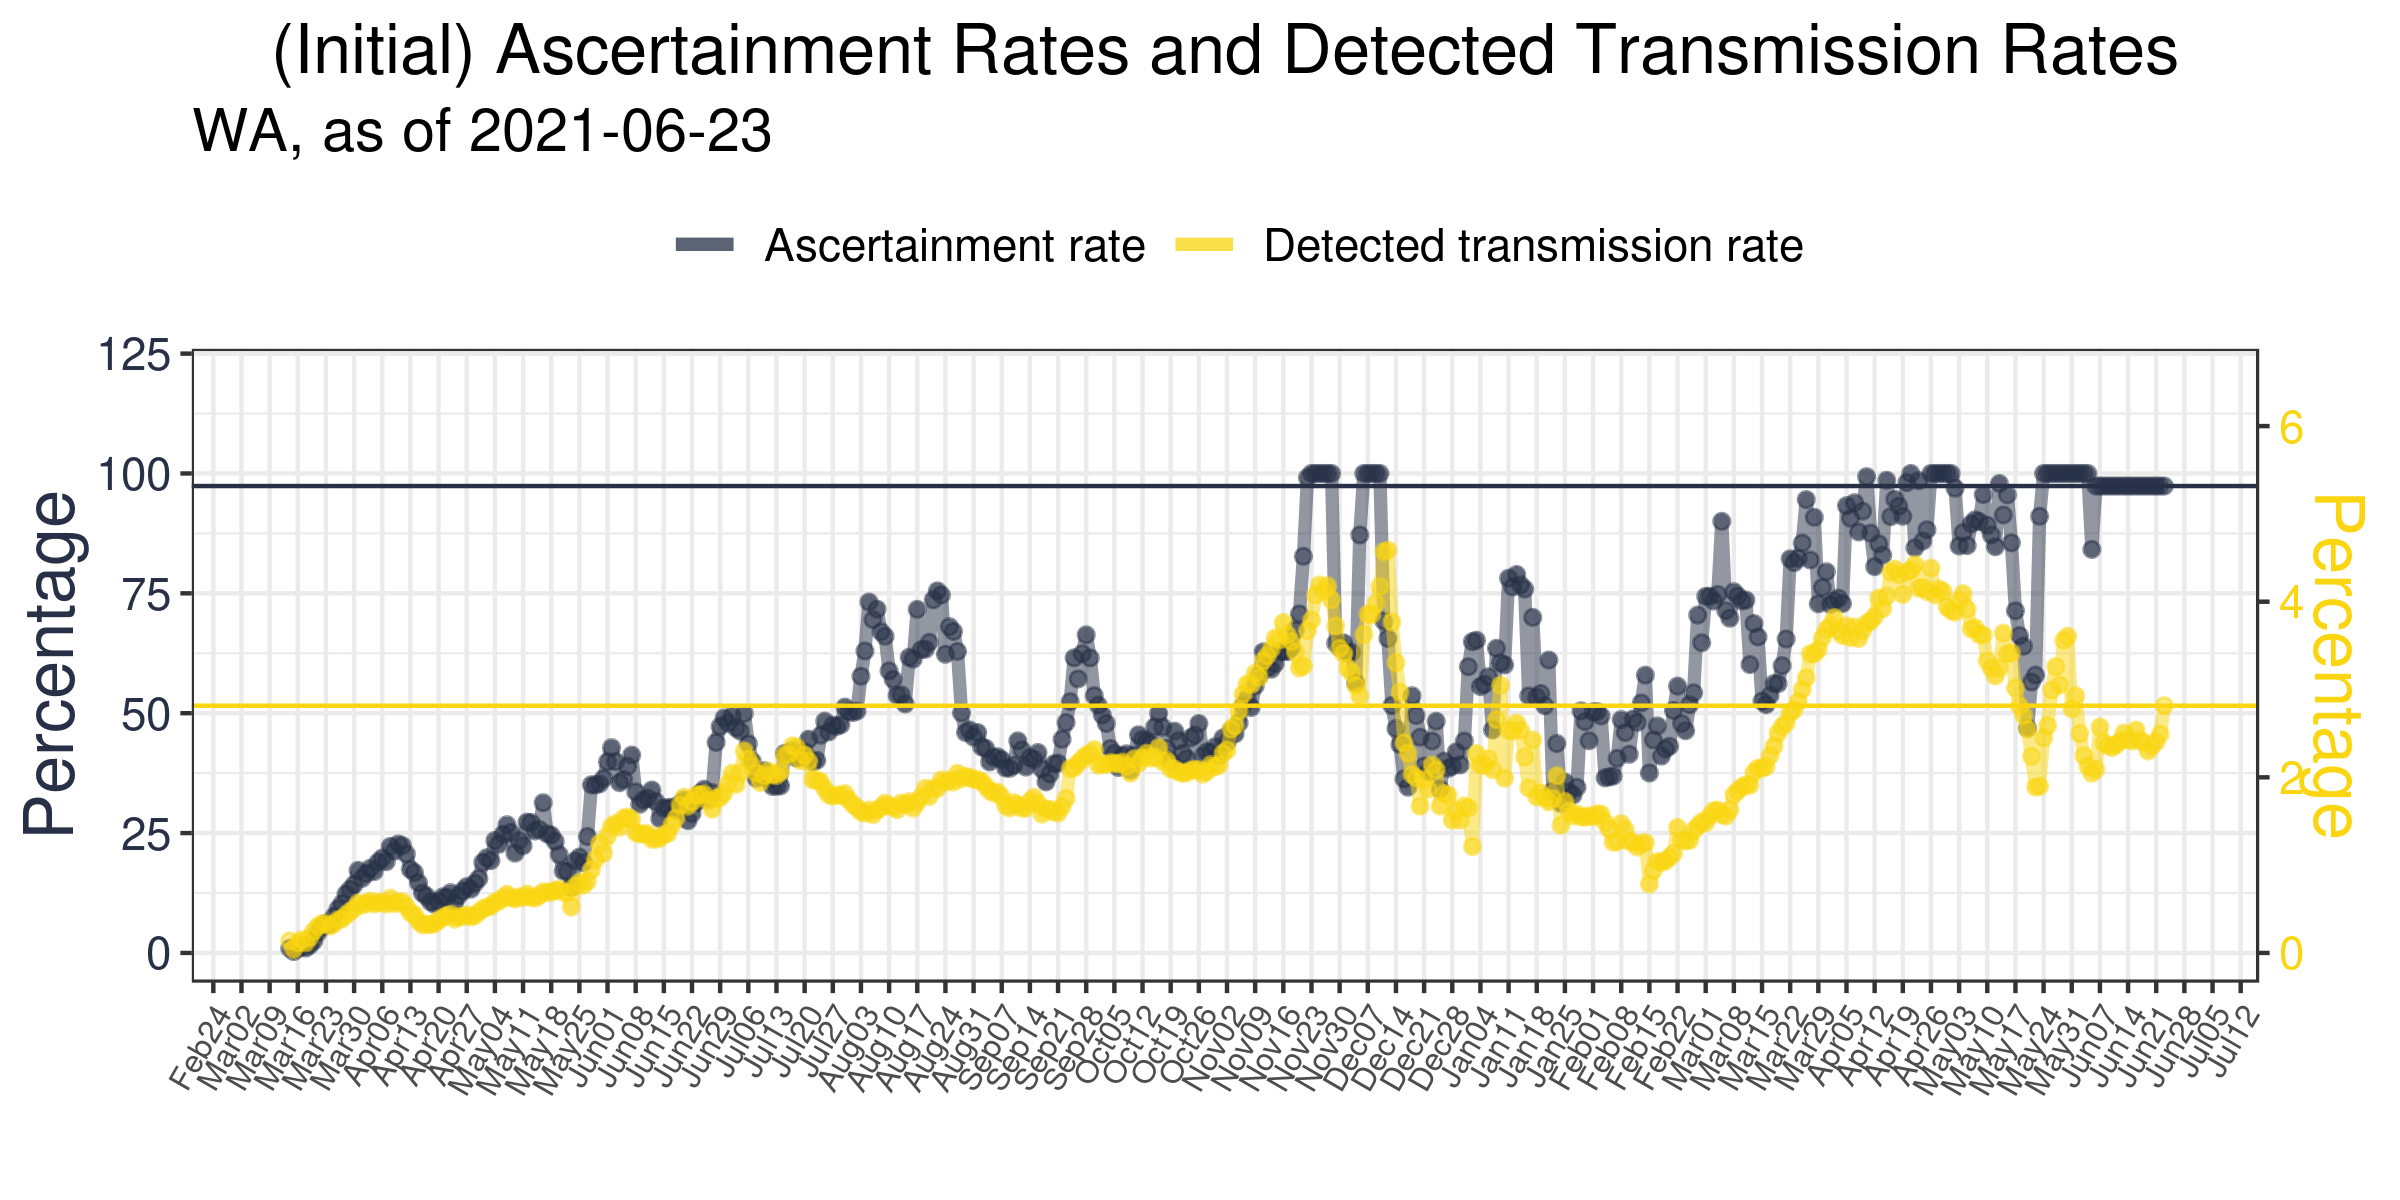 (Initial) Ascertainment Rates and Detected Transmission Rates
WA, as of 2021-06-23
Ascertainment rate
Detected transmission rate
Percentage
125
100
75
50
25
0
6
4
2
0
Percentage
Feb24
Mar02
Mar09
Mar16
Mar23
Mar30
Apr06
Apr13
Apr20
Apr27
May04
May11
May18
May25
Jun01
Jun08
Jun15
Jun22
Jun29
Jul06
Jul13
Jul20
Jul27
Aug03
Aug10
Aug17
Aug24
Aug31
Sep07
Sep14
Sep21
Sep28
Oct05
Oct12
Oct19
Oct26
Nov02
Nov09
Nov16
Nov23
Nov30
Dec07
Dec14
Dec21
Dec28
Jan04
Jan11
Jan18
Jan25
Feb01
Feb08
Feb15
Feb22
Mar01
Mar08
Mar15
Mar22
Mar29
Apr05
Apr12
Apr19
Apr26
May03
May10
May17
May24
May31
Jun07
Jun14
Jun21
Jun28
Jul05
Jul12